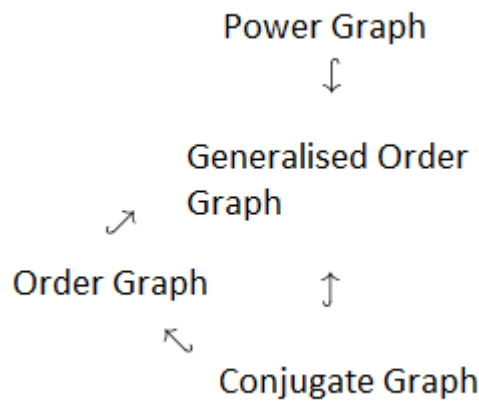 Power Graph
Generalised Order
Graph
Order Graph
Conjugate Graph